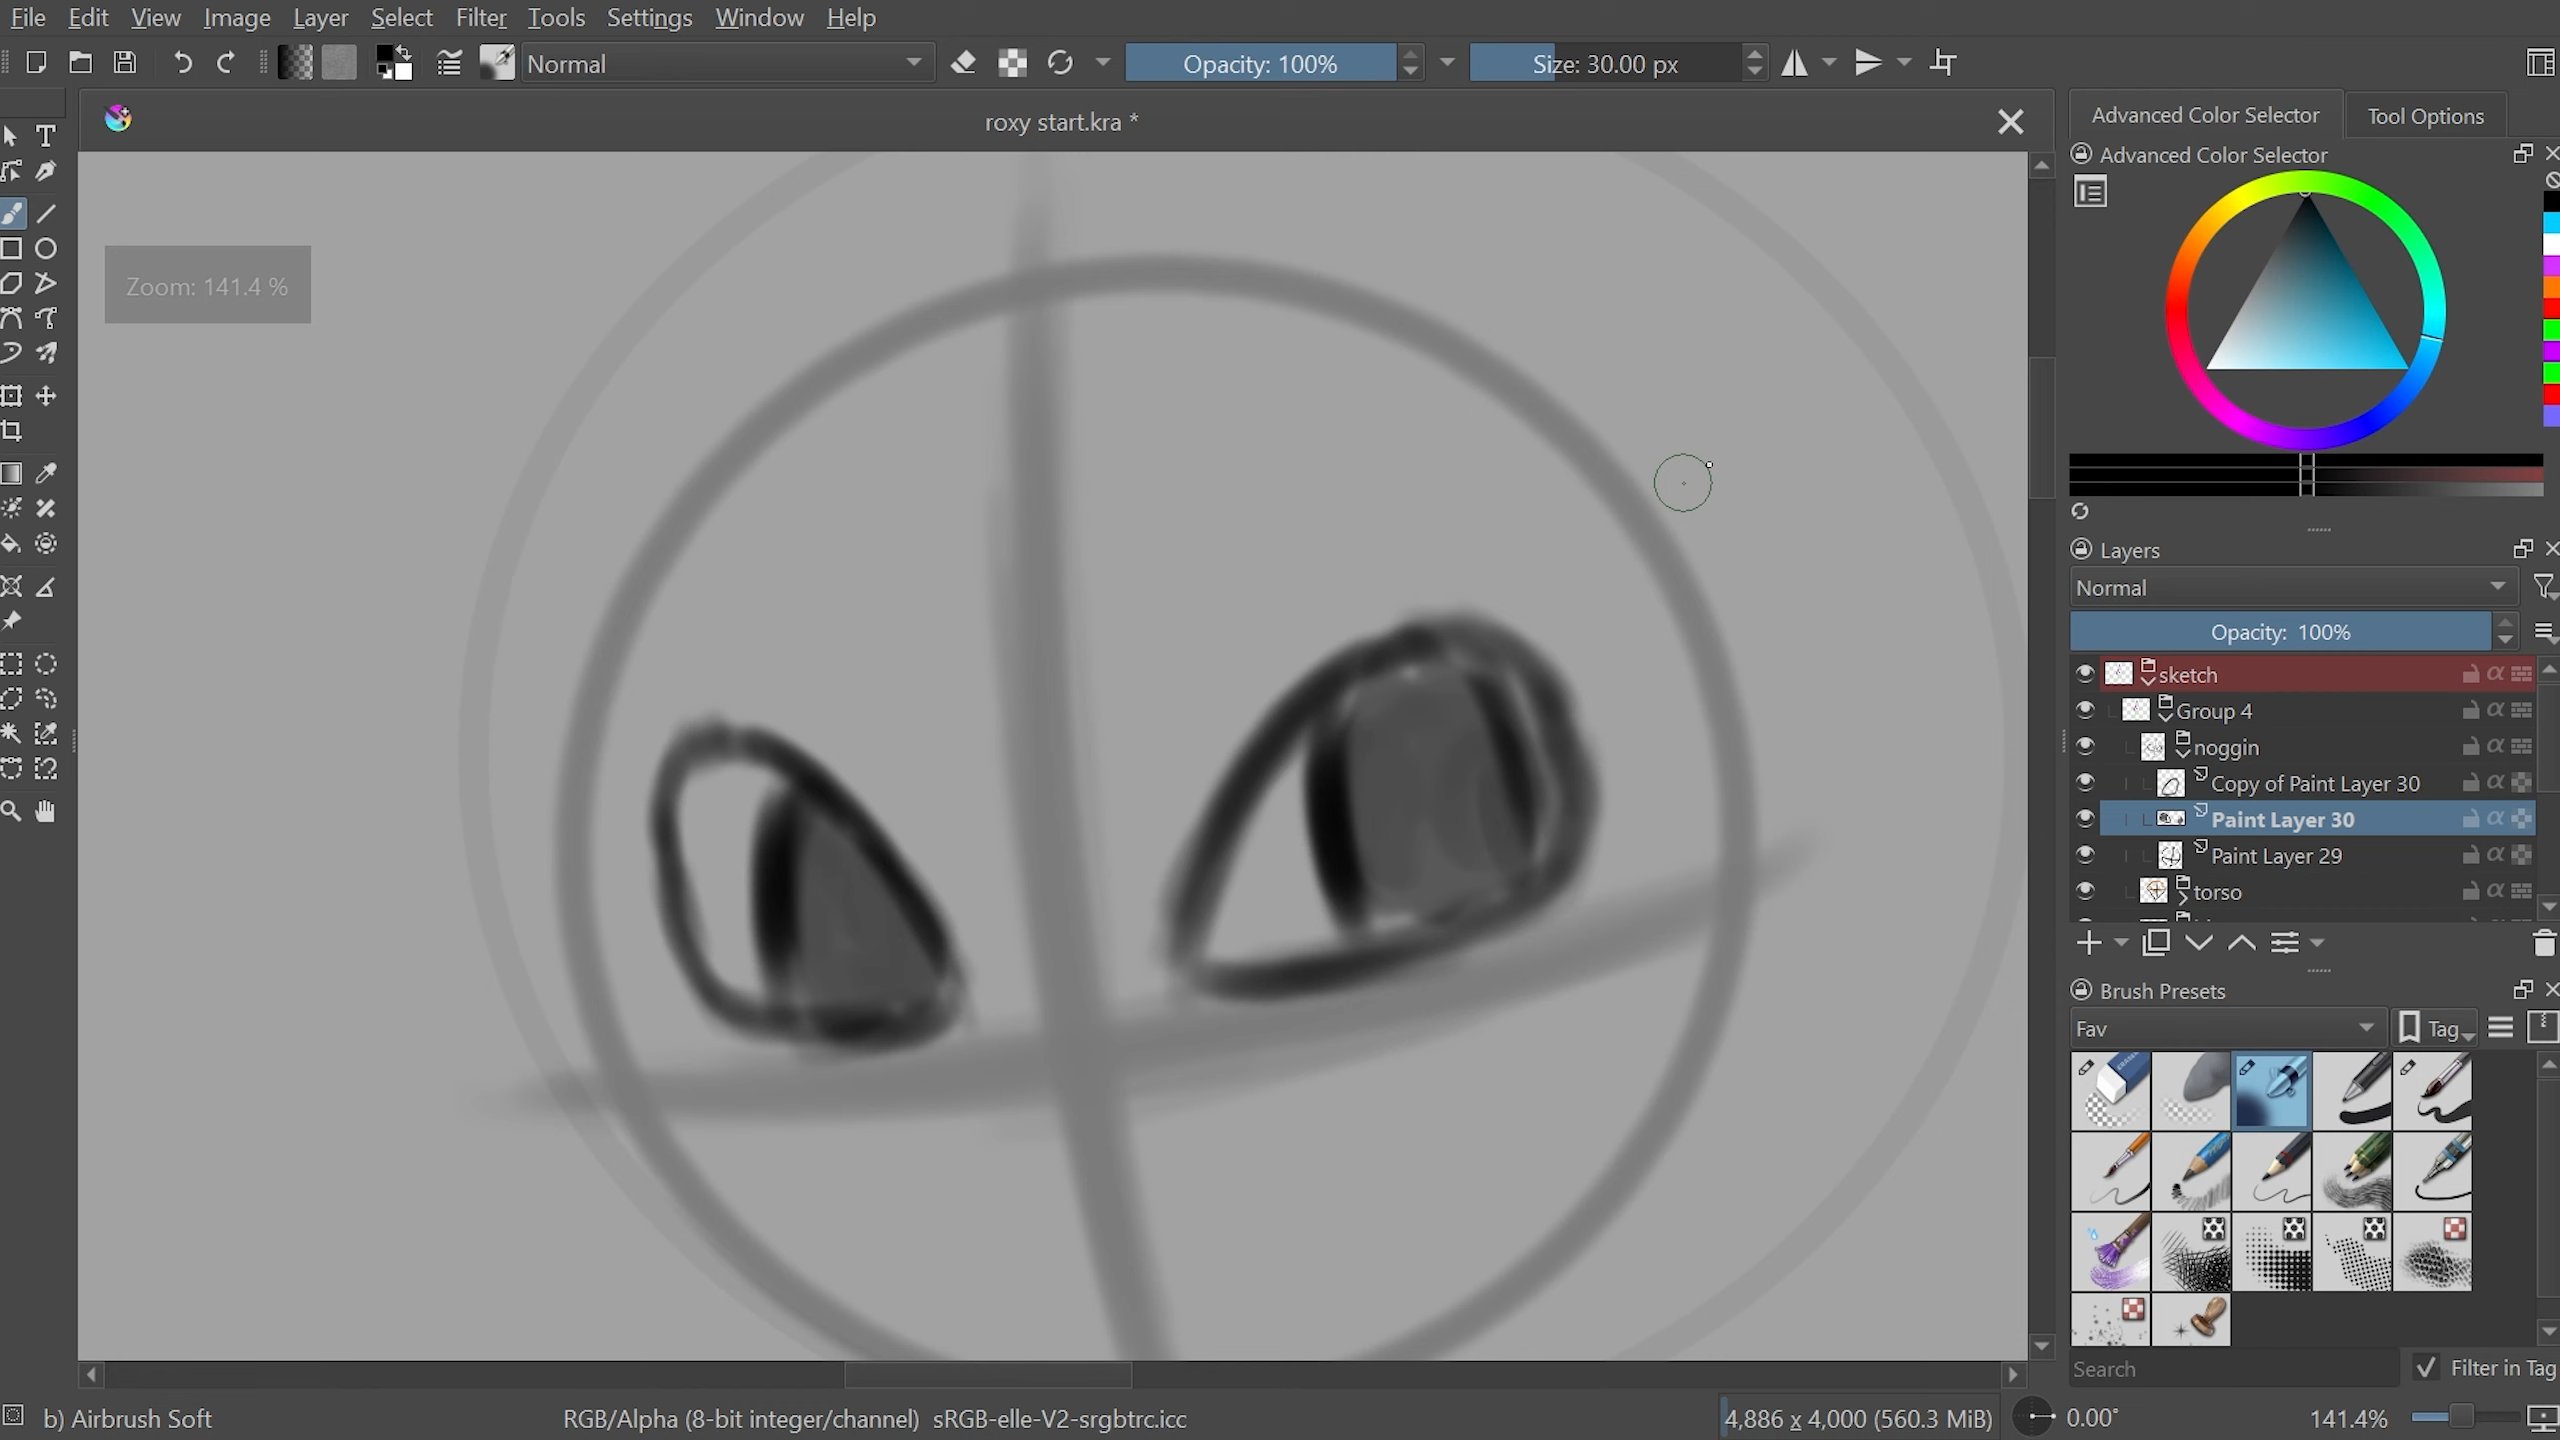 File Edit View Image Layer Select Filter Tools Settings Window Help
Normal Opacity: 100% Size: 30.00 px
roxy start.kra *
Advanced Color Selector Tool Options
Advanced Color Selector
Zoom: 141.4 %
Layers
Normal
Opacity: 100%
sketch
Group 4
noggin
Copy of Paint Layer 30
Paint Layer 30
Paint Layer 29
torso
Brush Presets
Fav Tag
Search Filter in Tag
b) Airbrush Soft RGB/Alpha (8-bit integer/channel) sRGB-elle-V2-srgbtrc.icc 4,886 x 4,000 (560.3 MiB) 0.00° 141.4%